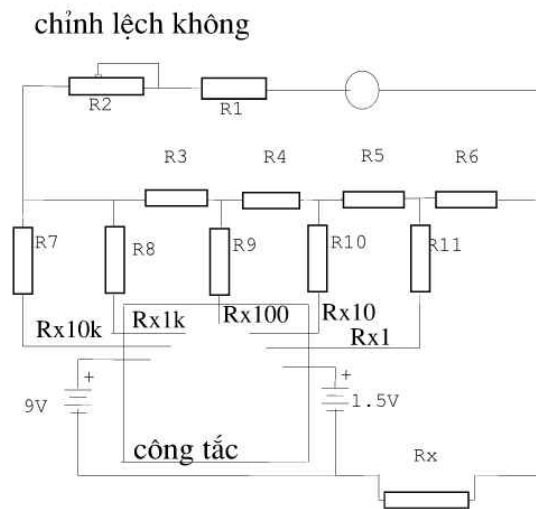 chỉnh lệch không
R2
R1
R3
R4
R5
R6
R7
R8
R9
R10
R11
Rx10k
Rx1k
Rx100
Rx10
Rx1
+
9V
+
1.5V
công tắc
Rx